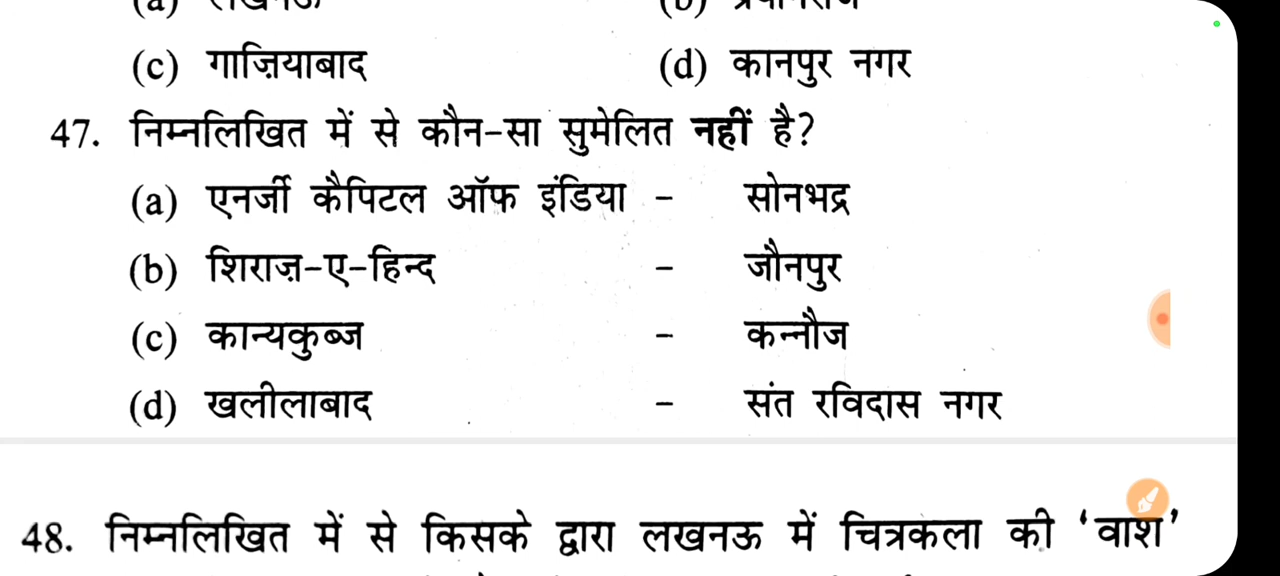 (c) गाज़ियाबाद (d) कानपुर नगर
47. निम्नलिखित में से कौन-सा सुमेलित नहीं है?
(a) एनर्जी कैपिटल ऑफ इंडिया - सोनभद्र
(b) शिराज़-ए-हिन्द - जौनपुर
(c) कान्यकुब्ज - कन्नौज
(d) खलीलाबाद - संत रविदास नगर
48. निम्नलिखित में से किसके द्वारा लखनऊ में चित्रकला की ‘वाश’